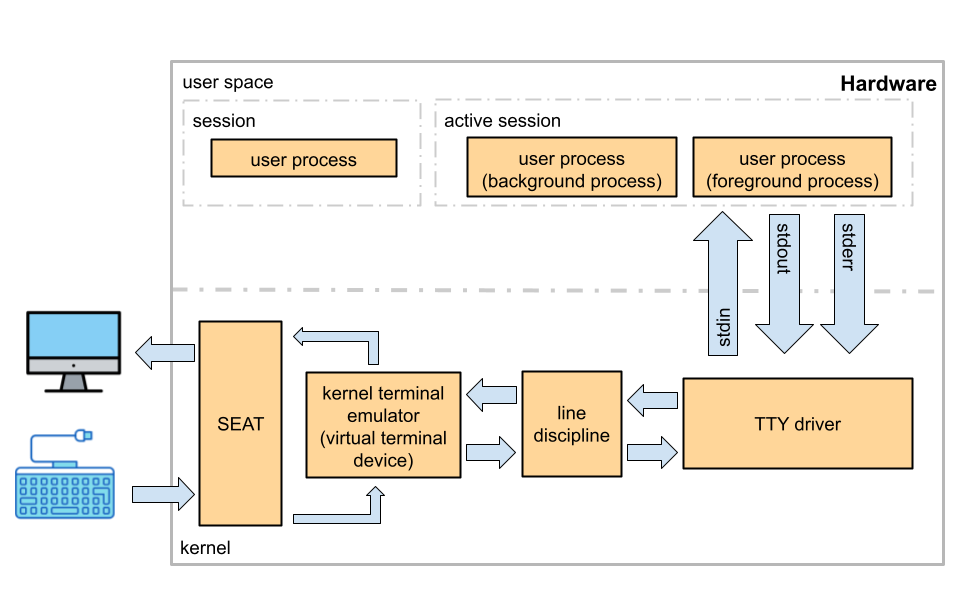 user space
Hardware
session
active session
user process
user process
(background process)
user process
(foreground process)
stdin
stdout
stderr
SEAT
kernel terminal
emulator
(virtual terminal
device)
line
discipline
TTY driver
kernel